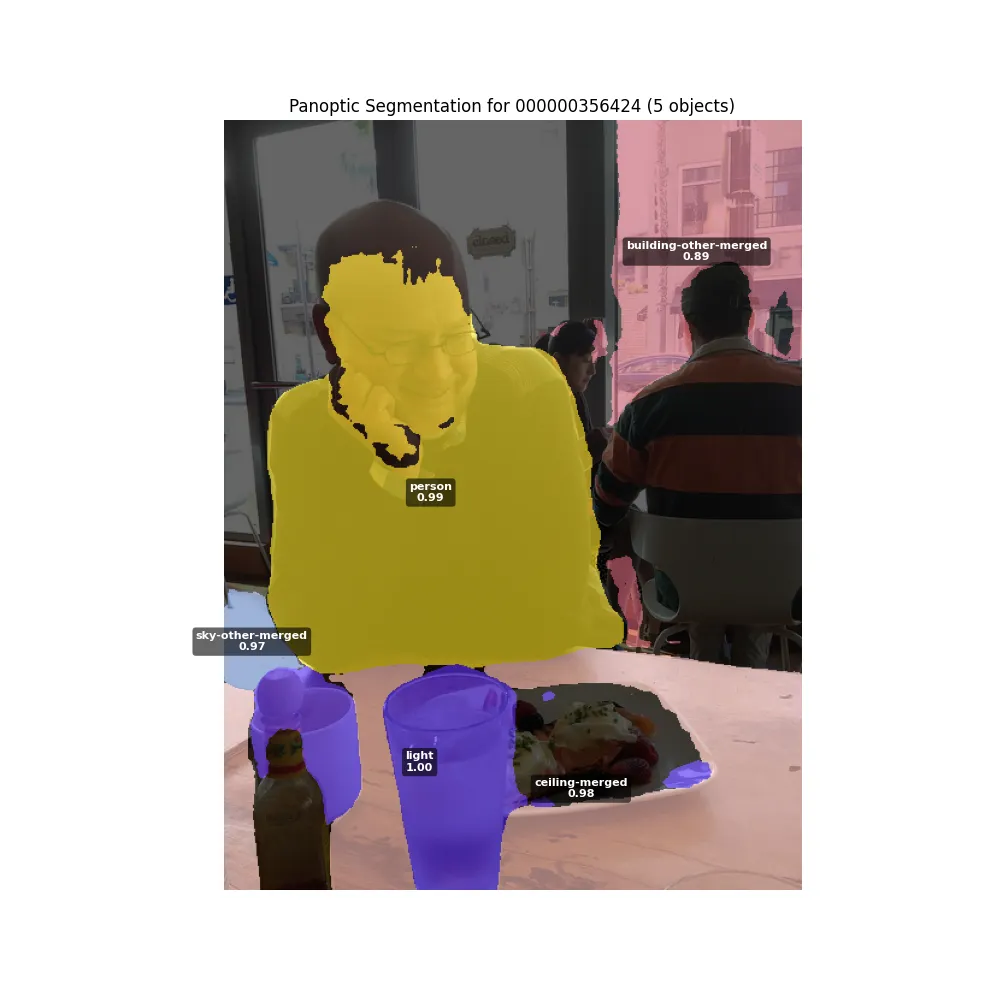 Panoptic Segmentation for 000000356424 (5 objects)
closed
building-other-merged
0.89
person
0.99
sky-other-merged
0.97
light
1.00
ceiling-merged
0.98